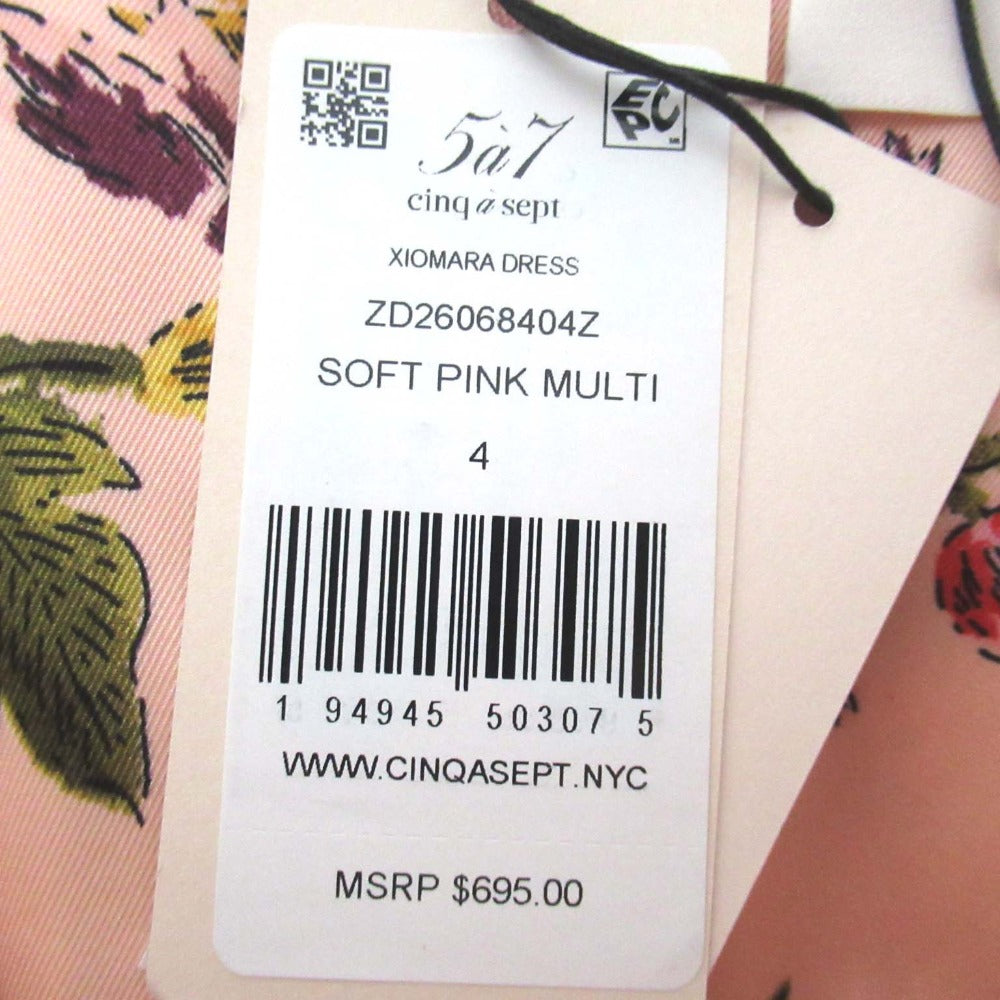 5à7
EPC
cinq à sept
XIOMARA DRESS
ZD26068404Z
SOFT PINK MULTI
4
1 94945 50307 5
WWW.CINQASEPT.NYC
MSRP $695.00